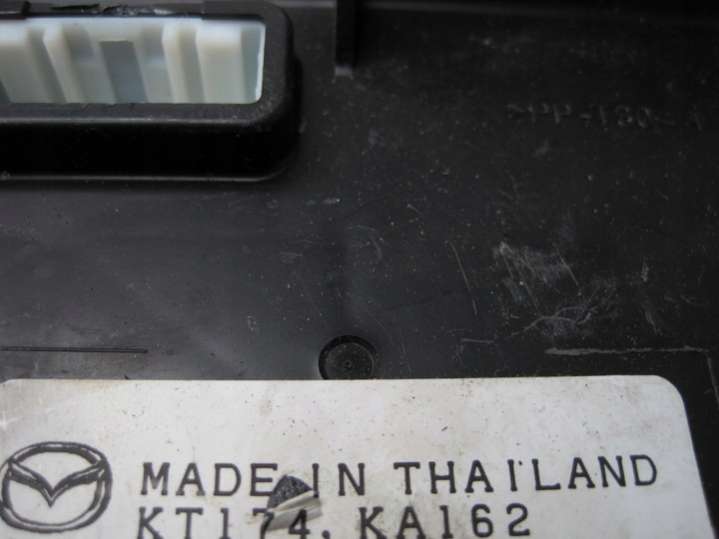 MADE IN THAILAND
KT174, KA162